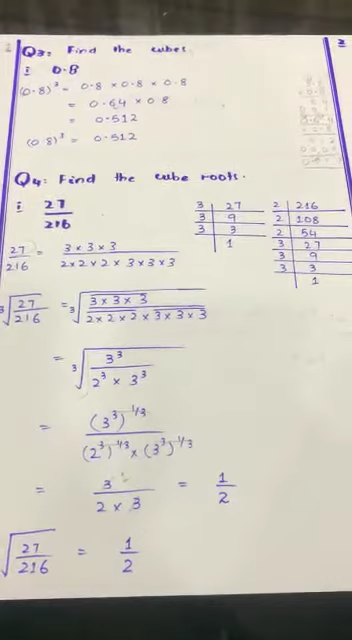 Q3: Find the cubes.
i 0.8
(0.8)³ = 0.8 × 0.8 × 0.8
= 0.64 × 0.8
= 0.512
(0.8)³ = 0.512
Q4: Find the cube roots.
i 27/216
3 | 27
3 | 9
3 | 3
1
2 | 216
2 | 108
2 | 54
3 | 27
3 | 9
3 | 3
1
27/216 = 3 × 3 × 3 / 2 × 2 × 2 × 3 × 3 × 3
∛(27/216) = ∛(3 × 3 × 3 / 2 × 2 × 2 × 3 × 3 × 3)
= ∛(3³ / 2³ × 3³)
= (3³)^1/3 / (2³)^1/3 × (3³)^1/3
= 3 / 2 × 3 = 1/2
√(27/216) = 1/2